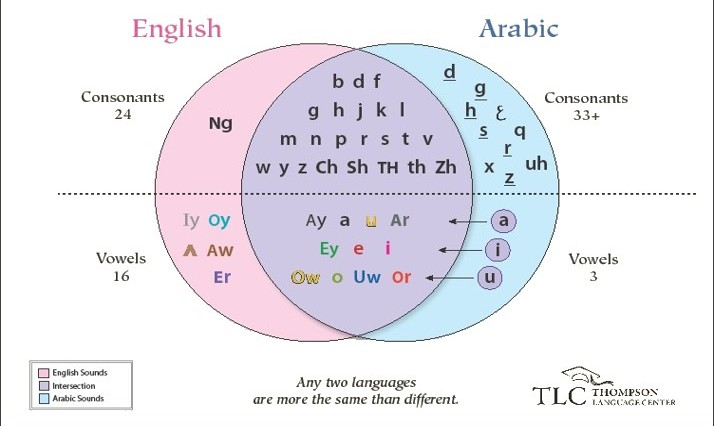 English
Arabic
Consonants
24
Consonants
33+
Ng
b d f
g h j k l
m n p r s t v
w y z Ch Sh TH th Zh
d
g
h ع
s q
r
x uh
z
Iy Oy
Ʌ Aw
Er
Ay a ɯ Ar
Ey e i
Ow o Uw Or
a
i
u
Vowels
16
Vowels
3
English Sounds
Intersection
Arabic Sounds
Any two languages
are more the same than different.
TLC THOMPSON
LANGUAGE CENTER